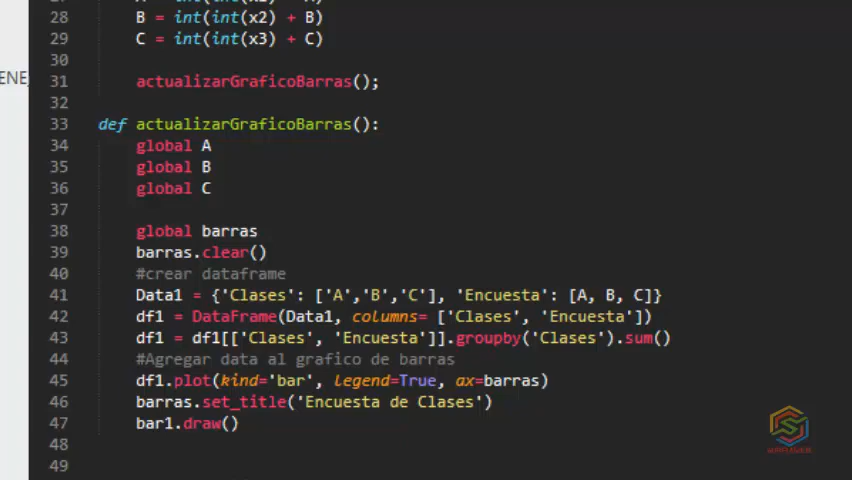 28 B = int(int(x2) + B)
29 C = int(int(x3) + C)
30
ENE
31 actualizarGraficoBarras();
32
33 def actualizarGraficoBarras():
34 global A
35 global B
36 global C
37
38 global barras
39 barras.clear()
40 #crear dataframe
41 Data1 = {'Clases': ['A','B','C'], 'Encuesta': [A, B, C]}
42 df1 = DataFrame(Data1, columns= ['Clases', 'Encuesta'])
43 df1 = df1[['Clases', 'Encuesta']].groupby('Clases').sum()
44 #Agregar data al grafico de barras
45 df1.plot(kind='bar', legend=True, ax=barras)
46 barras.set_title('Encuesta de Clases')
47 bar1.draw()
48
49